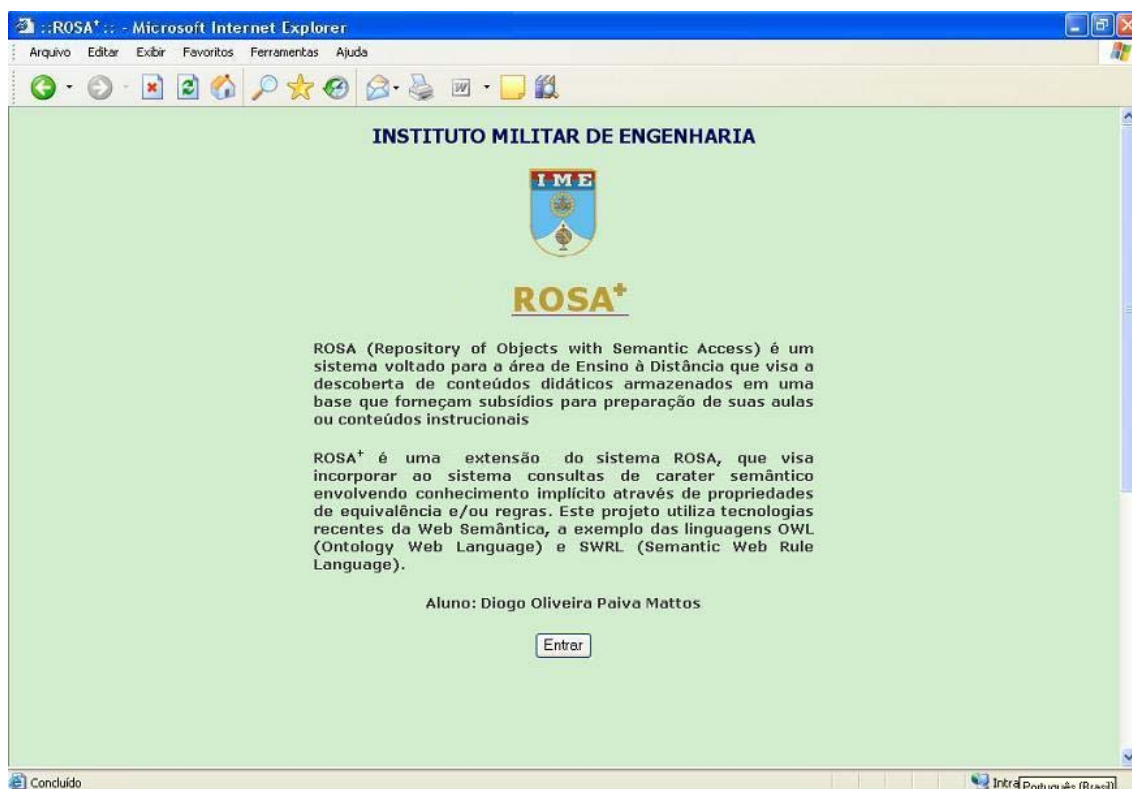 ::ROSA⁺:: - Microsoft Internet Explorer
Arquivo Editar Exibir Favoritos Ferramentas Ajuda
INSTITUTO MILITAR DE ENGENHARIA
IME
ROSA⁺
ROSA (Repository of Objects with Semantic Access) é um
sistema voltado para a área de Ensino à Distância que visa a
descoberta de conteúdos didáticos armazenados em uma
base que forneçam subsídios para preparação de suas aulas
ou conteúdos instrucionais
ROSA⁺ é uma extensão do sistema ROSA, que visa
incorporar ao sistema consultas de carater semântico
envolvendo conhecimento implícito através de propriedades
de equivalência e/ou regras. Este projeto utiliza tecnologias
recentes da Web Semântica, a exemplo das linguagens OWL
(Ontology Web Language) e SWRL (Semantic Web Rule
Language).
Aluno: Diogo Oliveira Paiva Mattos
Entrar
Concluído Intra Português (Brasil)